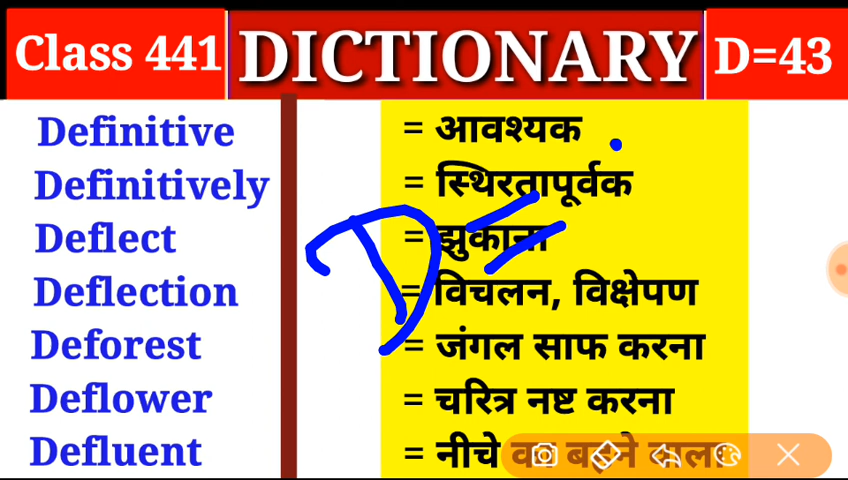 Class 441 DICTIONARY D=43
Definitive = आवश्यक
Definitively = स्थिरतापूर्वक
Deflect = झुकाना
Deflection = विचलन, विक्षेपण
Deforest = जंगल साफ करना
Deflower = चरित्र नष्ट करना
Defluent = नीचे का बहने वाला
D=